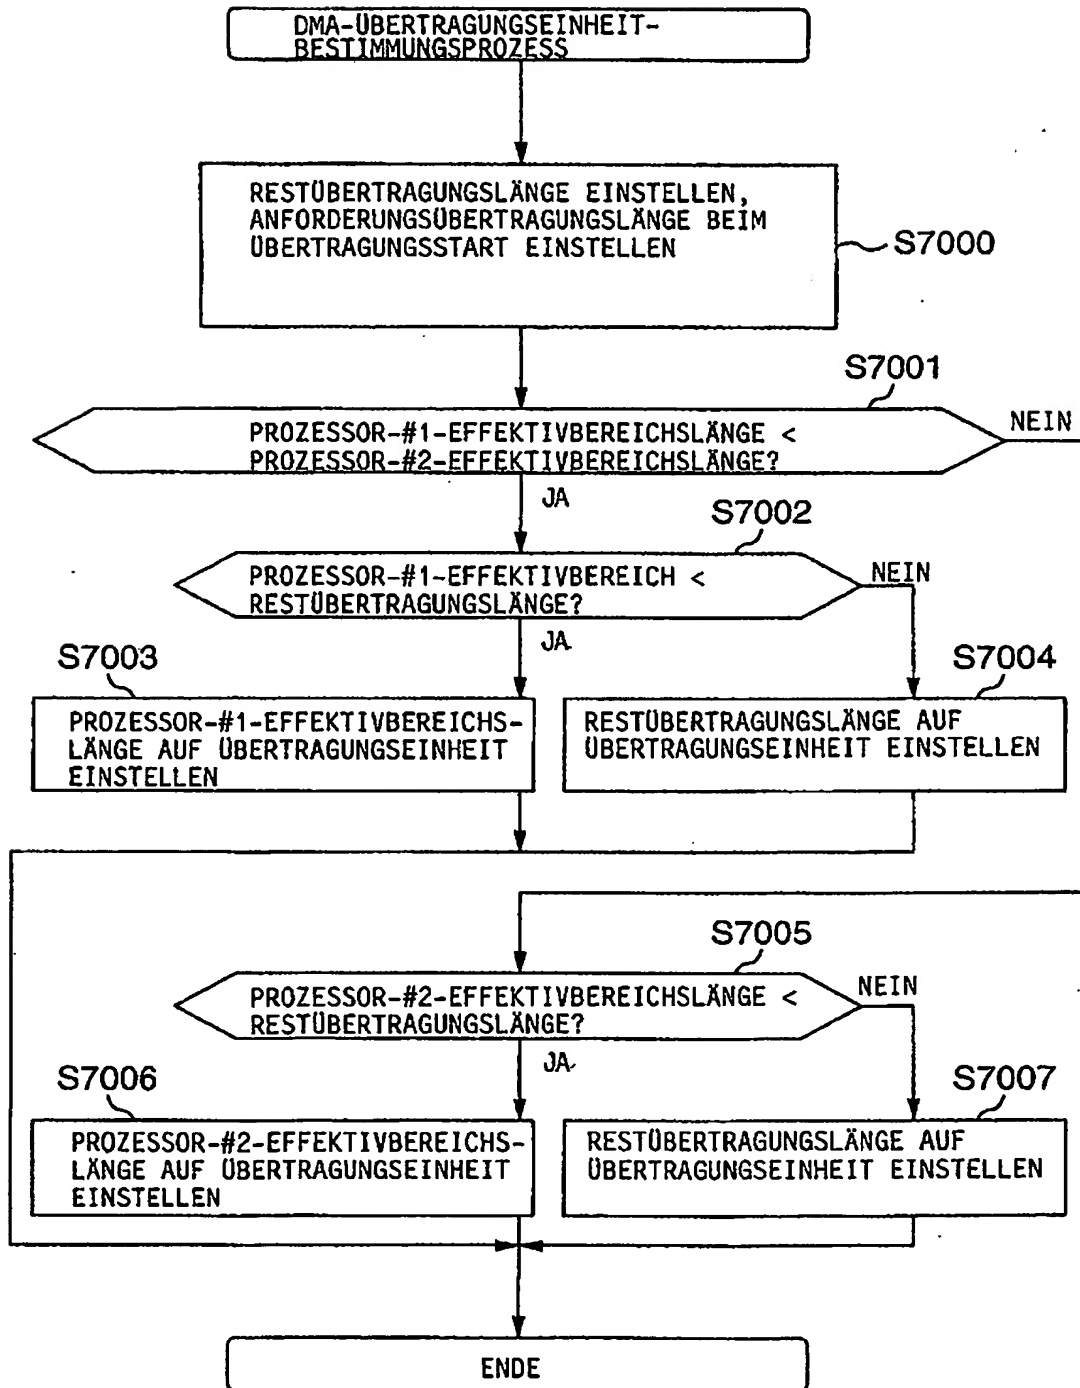 DMA-ÜBERTRAGUNGSEINHEIT-
BESTIMMUNGSPROZESS
RESTÜBERTRAGUNGSLÄNGE EINSTELLEN,
ANFORDERUNGSÜBERTRAGUNGSLÄNGE BEIM
ÜBERTRAGUNGSSTART EINSTELLEN
S7000
S7001
PROZESSOR-#1-EFFEKTIVBEREICHSLÄNGE <
PROZESSOR-#2-EFFEKTIVBEREICHSLÄNGE?
NEIN
JA
S7002
PROZESSOR-#1-EFFEKTIVBEREICH <
RESTÜBERTRAGUNGSLÄNGE?
NEIN
JA
S7003
PROZESSOR-#1-EFFEKTIVBEREICHS-
LÄNGE AUF ÜBERTRAGUNGSEINHEIT
EINSTELLEN
S7004
RESTÜBERTRAGUNGSLÄNGE AUF
ÜBERTRAGUNGSEINHEIT EINSTELLEN
S7005
PROZESSOR-#2-EFFEKTIVBEREICHSLÄNGE <
RESTÜBERTRAGUNGSLÄNGE?
NEIN
JA
S7006
PROZESSOR-#2-EFFEKTIVBEREICHS-
LÄNGE AUF ÜBERTRAGUNGSEINHEIT
EINSTELLEN
S7007
RESTÜBERTRAGUNGSLÄNGE AUF
ÜBERTRAGUNGSEINHEIT EINSTELLEN
ENDE